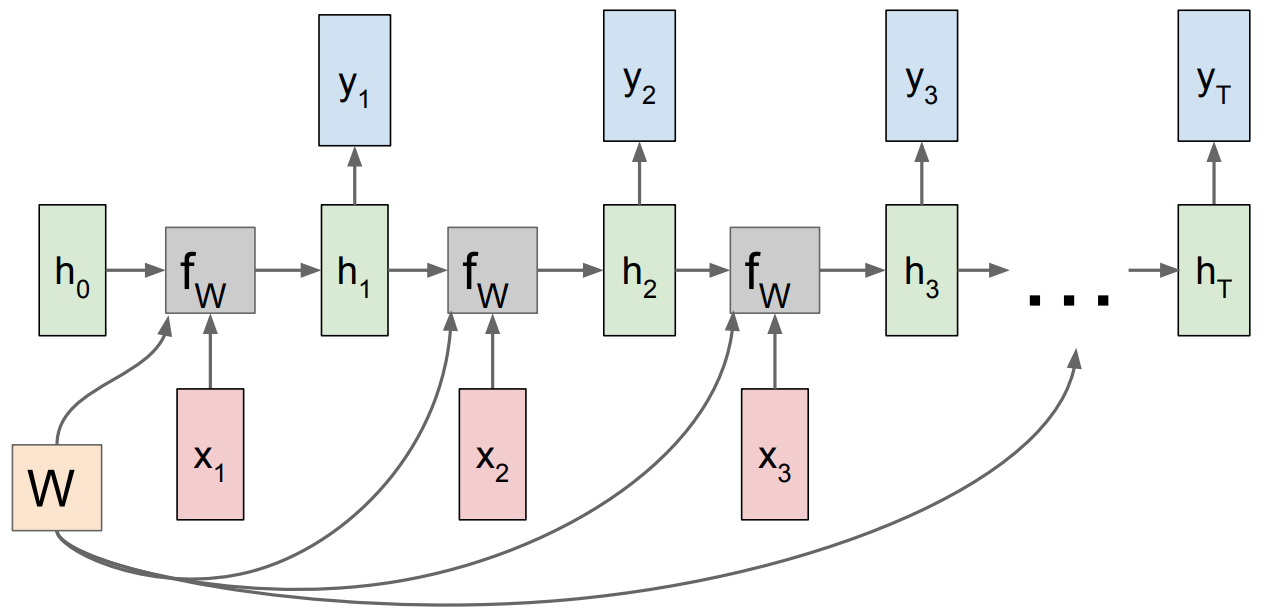 y1 y2 y3 yT
h0 fW h1 fW h2 fW h3 ... hT
x1 x2 x3
W